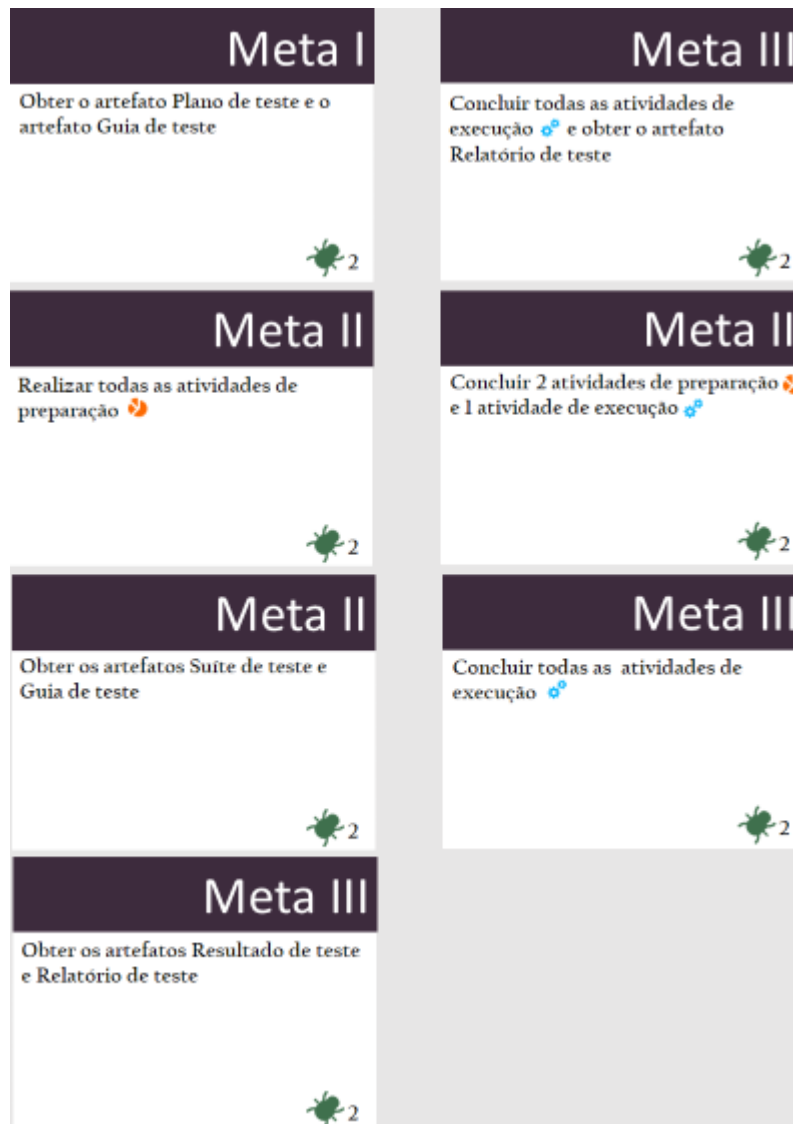 Meta I
Obter o artefato Plano de teste e o
artefato Guia de teste
2
Meta III
Concluir todas as atividades de
execução e obter o artefato
Relatório de teste
2
Meta II
Realizar todas as atividades de
preparação
2
Meta II
Concluir 2 atividades de preparação
e 1 atividade de execução
2
Meta II
Obter os artefatos Suíte de teste e
Guia de teste
2
Meta III
Concluir todas as atividades de
execução
2
Meta III
Obter os artefatos Resultado de teste
e Relatório de teste
2